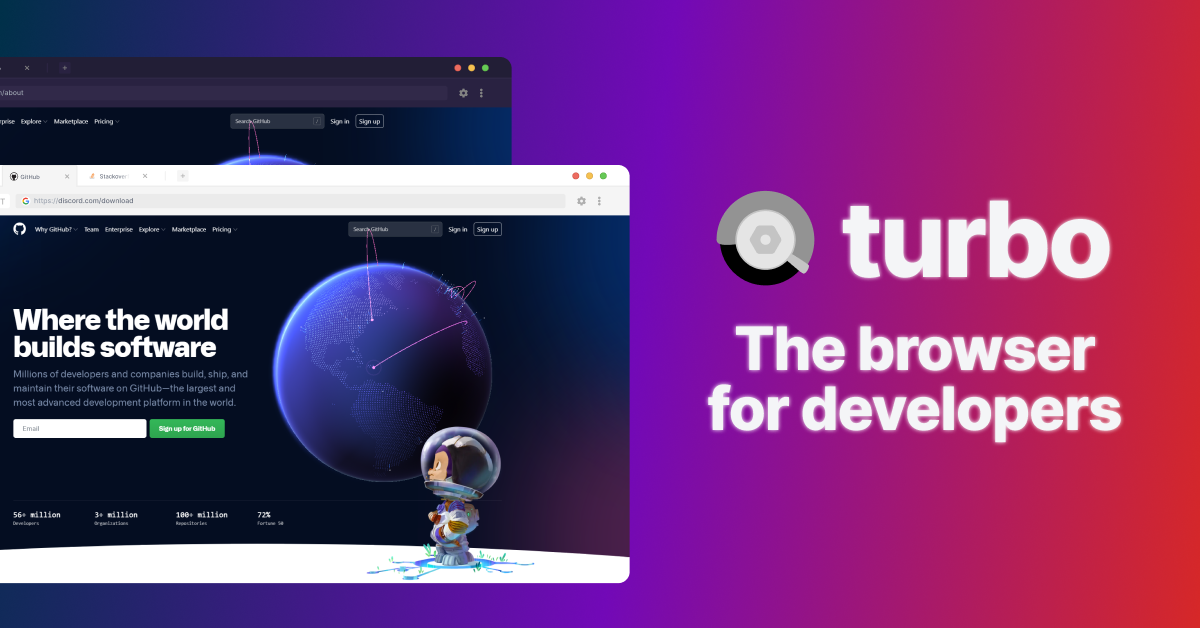 /about
rprise Explore Marketplace Pricing Search GitHub / Sign in Sign up
GitHub Stackover
https://discord.com/download
Why GitHub? Team Enterprise Explore Marketplace Pricing Search GitHub / Sign in Sign up
Where the world
builds software
Millions of developers and companies build, ship, and
maintain their software on GitHub—the largest and
most advanced development platform in the world.
Email Sign up for GitHub
56+ million 3+ million 100+ million 72%
Developers Organizations Repositories Fortune 50
turbo
The browser
for developers